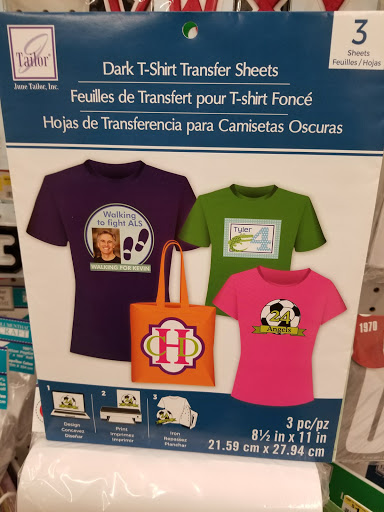 J
Tailor
June Tailor, Inc.
3
Sheets
Feuilles / Hojas
Dark T-Shirt Transfer Sheets
Feuilles de Transfert pour T-shirt Foncé
Hojas de Transferencia para Camisetas Oscuras
Walking
to fight ALS
WALKING FOR KEVIN
Tyler
A
24
Angels
CHD
1970
1
2
3
Design
Concevez
Diseñar
Print
Imprimez
Imprimir
Iron
Repassez
Planchar
3 pc/pz
8½ in x 11 in
21.59 cm x 27.94 cm